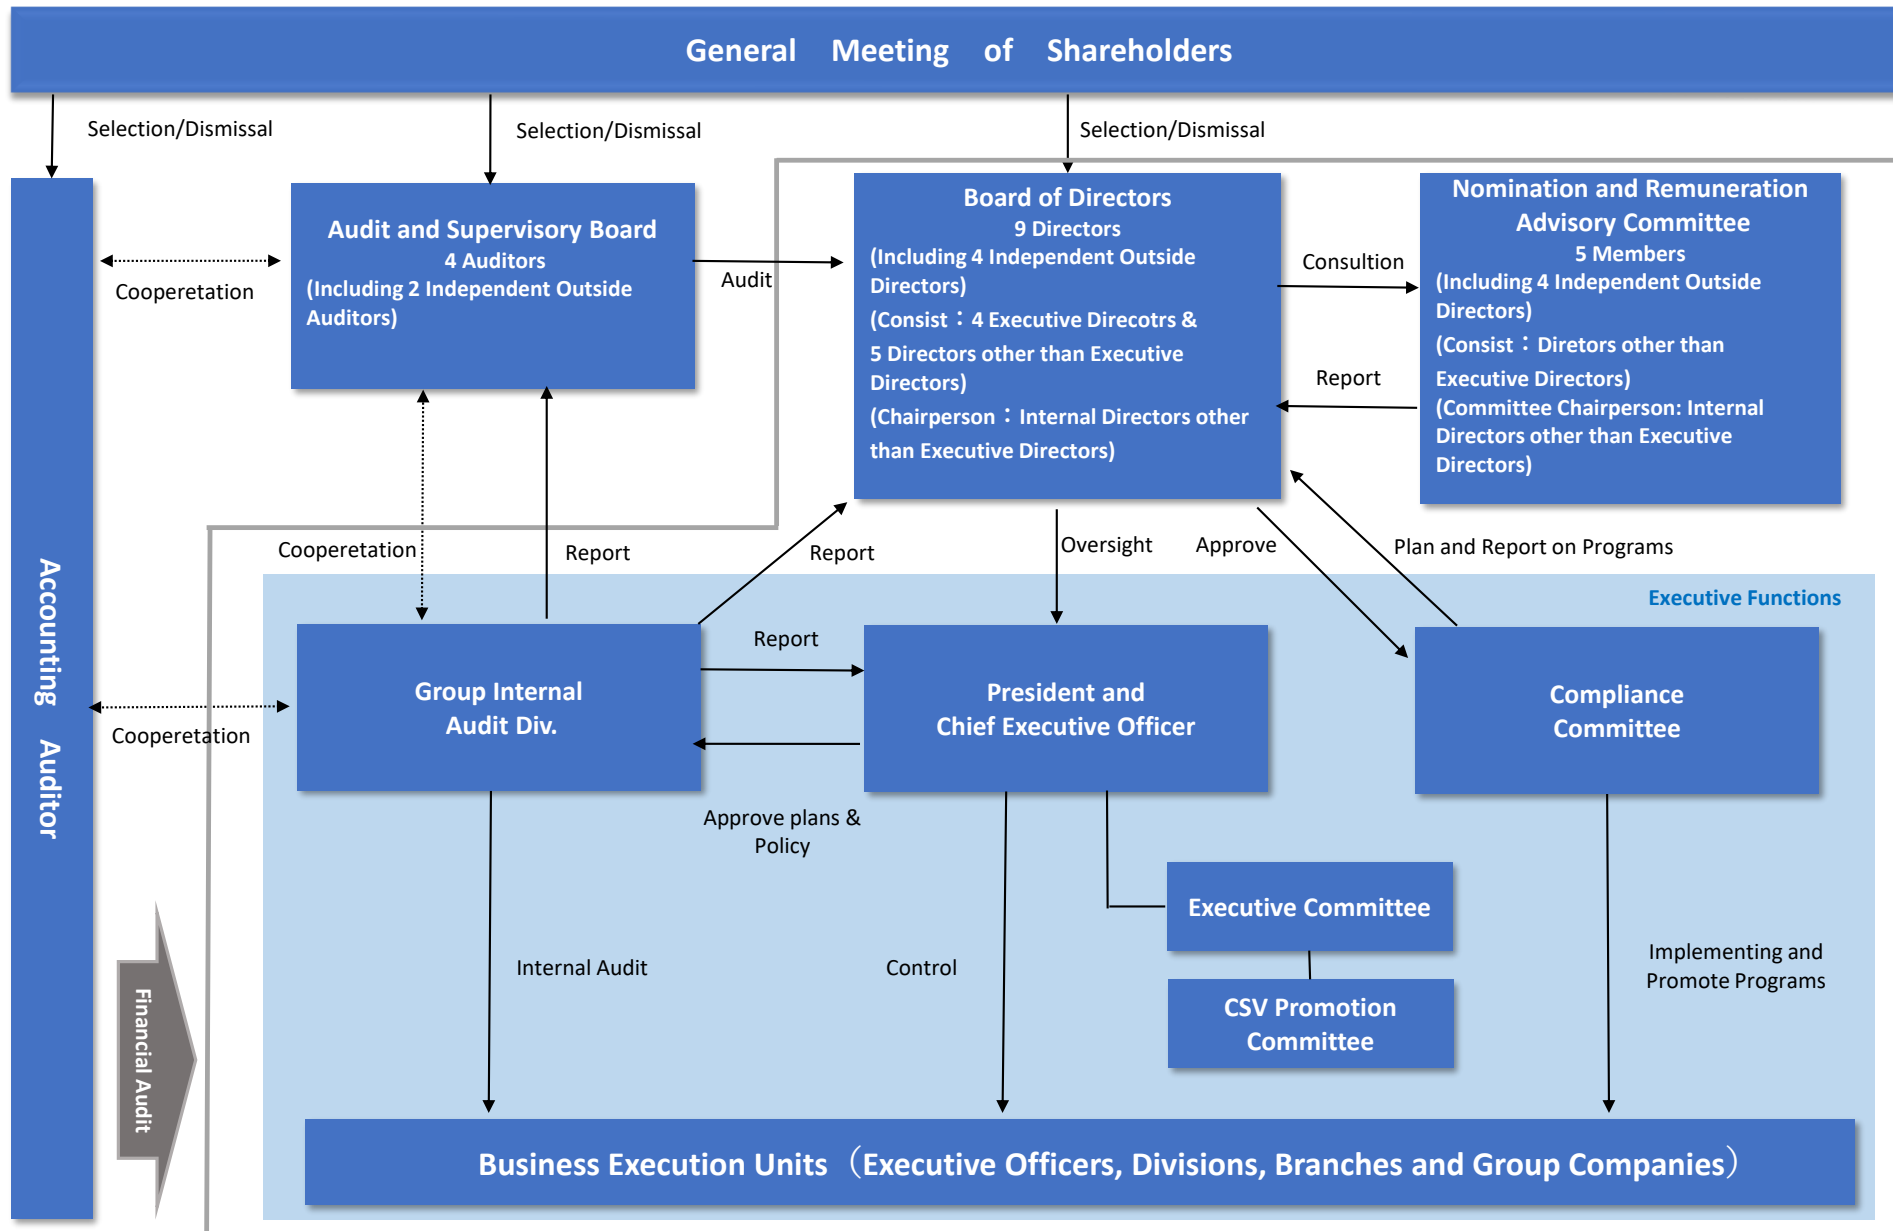 General Meeting of Shareholders
Selection/Dismissal
Selection/Dismissal
Selection/Dismissal
Accounting Auditor
Cooperetation
Audit and Supervisory Board
4 Auditors
(Including 2 Independent Outside
Auditors)
Audit
Board of Directors
9 Directors
(Including 4 Independent Outside
Directors)
(Consist：4 Executive Direcotrs &
5 Directors other than Executive
Directors)
(Chairperson：Internal Directors other
than Executive Directors)
Consultion
Report
Nomination and Remuneration
Advisory Committee
5 Members
(Including 4 Independent Outside
Directors)
(Consist：Diretors other than
Executive Directors)
(Committee Chairperson: Internal
Directors other than Executive
Directors)
Cooperetation
Report
Report
Oversight
Approve
Plan and Report on Programs
Executive Functions
Cooperetation
Group Internal
Audit Div.
Report
Approve plans &
Policy
President and
Chief Executive Officer
Compliance
Committee
Executive Committee
CSV Promotion
Committee
Financial Audit
Internal Audit
Control
Implementing and
Promote Programs
Business Execution Units（Executive Officers, Divisions, Branches and Group Companies）